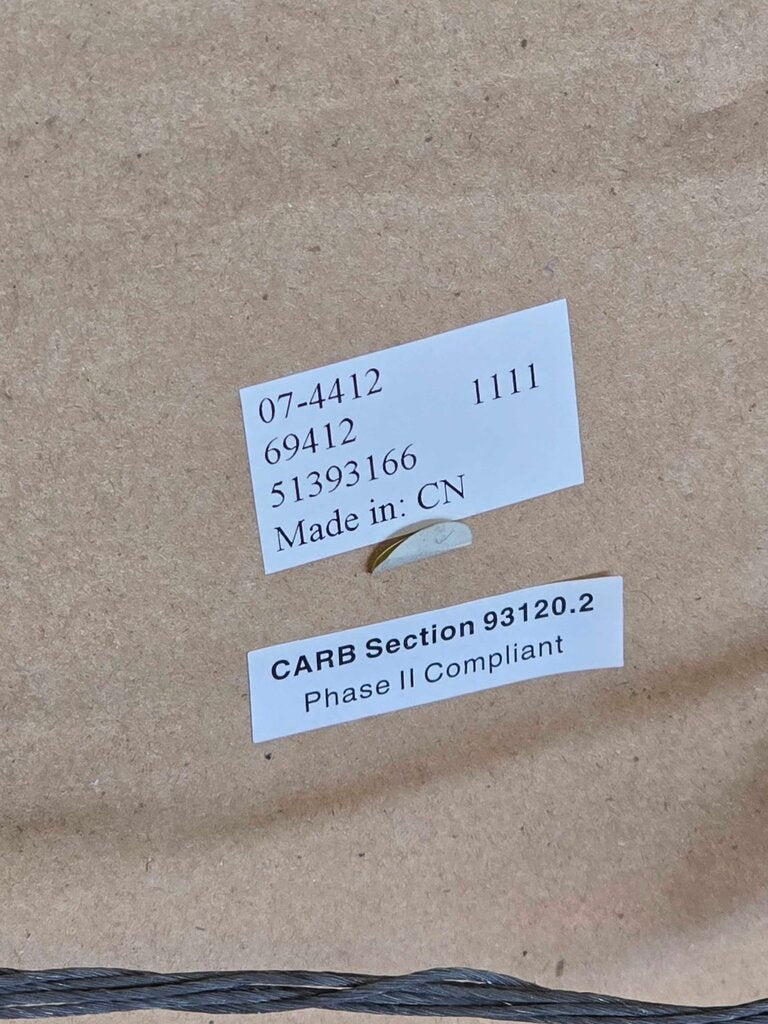 07-4412 1111
69412
51393166
Made in: CN
CARB Section 93120.2
Phase II Compliant